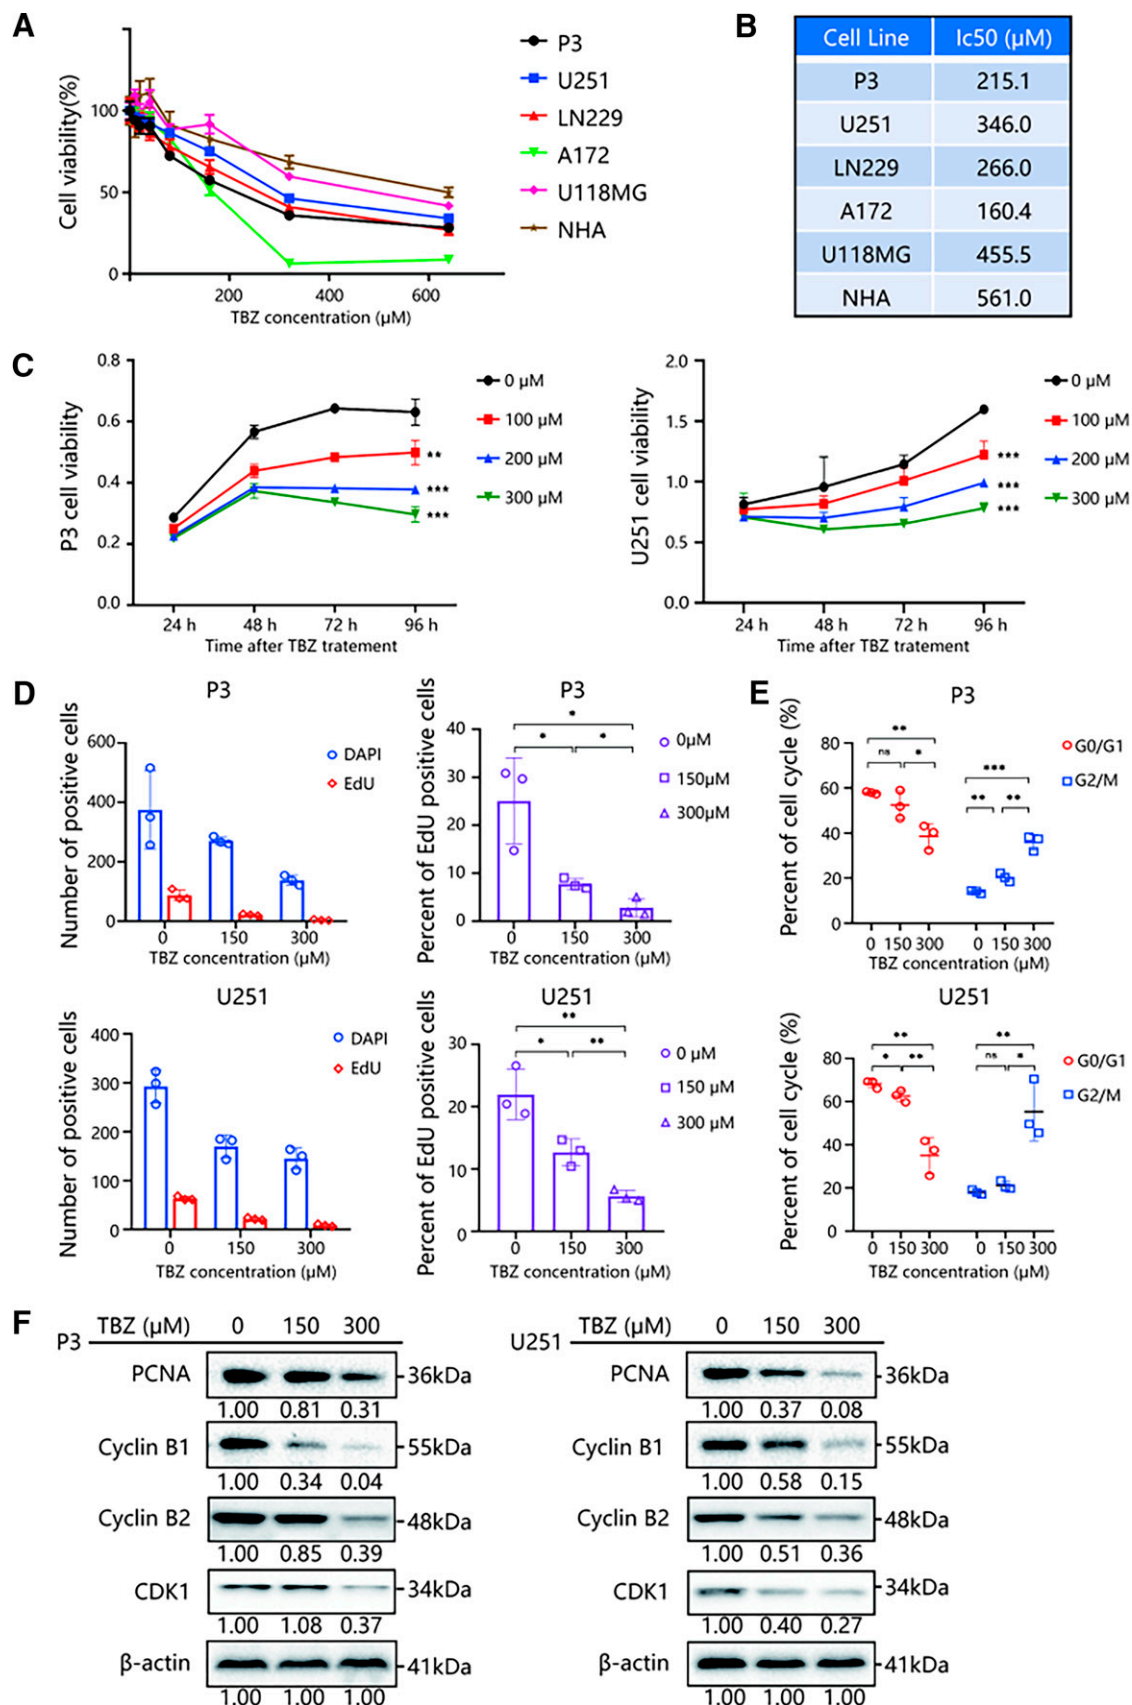 A
Cell viability(%)
100
50
0
200 400 600
TBZ concentration (μM)
P3
U251
LN229
A172
U118MG
NHA
B
Cell Line Ic50 (μM)
P3 215.1
U251 346.0
LN229 266.0
A172 160.4
U118MG 455.5
NHA 561.0
C
P3 cell viability
0.8
0.6
0.4
0.2
0.0
24 h 48 h 72 h 96 h
Time after TBZ tratement
0 μM
100 μM
200 μM
300 μM
**
***
***
U251 cell viability
2.0
1.5
1.0
0.5
0.0
24 h 48 h 72 h 96 h
Time after TBZ tratement
0 μM
100 μM
200 μM
300 μM
***
***
***
D
P3
Number of positive cells
600
400
200
0
0 150 300
TBZ concentration (μM)
DAPI
EdU
P3
Percent of EdU positive cells
40
30
20
10
0
*
* *
0 150 300
TBZ concentration (μM)
0μM
150μM
300μM
U251
Number of positive cells
400
300
200
100
0
0 150 300
TBZ concentration (μM)
DAPI
EdU
U251
Percent of EdU positive cells
30
20
10
0
**
* **
0 150 300
TBZ concentration (μM)
0 μM
150 μM
300 μM
E
P3
Percent of cell cycle (%)
80
60
40
20
0
**
ns *
***
** **
0 150 300 0 150 300
TBZ concentration (μM)
G0/G1
G2/M
U251
Percent of cell cycle (%)
80
60
40
20
0
** **
* ** ns *
0 150 300 0 150 300
TBZ concentration (μM)
G0/G1
G2/M
F
P3 TBZ (μM) 0 150 300
PCNA 36kDa
1.00 0.81 0.31
Cyclin B1 55kDa
1.00 0.34 0.04
Cyclin B2 48kDa
1.00 0.85 0.39
CDK1 34kDa
1.00 1.08 0.37
β-actin 41kDa
1.00 1.00 1.00
U251 TBZ (μM) 0 150 300
PCNA 36kDa
1.00 0.37 0.08
Cyclin B1 55kDa
1.00 0.58 0.15
Cyclin B2 48kDa
1.00 0.51 0.36
CDK1 34kDa
1.00 0.40 0.27
β-actin 41kDa
1.00 1.00 1.00